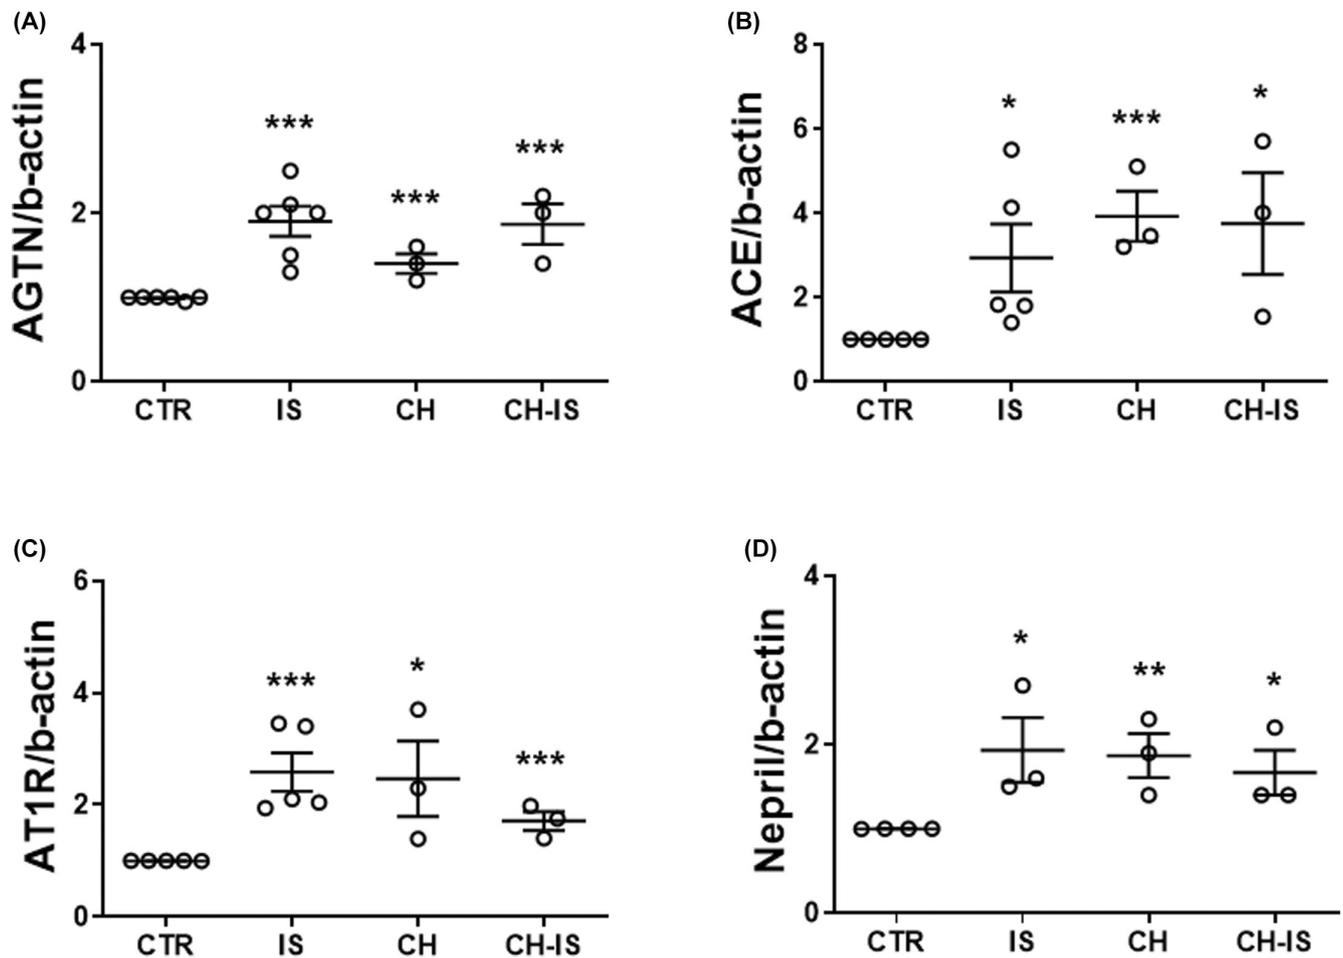 (A)
AGTN/b-actin
4
2
0
***
***
***
CTR IS CH CH-IS
(B)
ACE/b-actin
8
6
4
2
0
*
***
*
CTR IS CH CH-IS
(C)
AT1R/b-actin
6
4
2
0
***
*
***
CTR IS CH CH-IS
(D)
Nepril/b-actin
4
2
0
*
**
*
CTR IS CH CH-IS